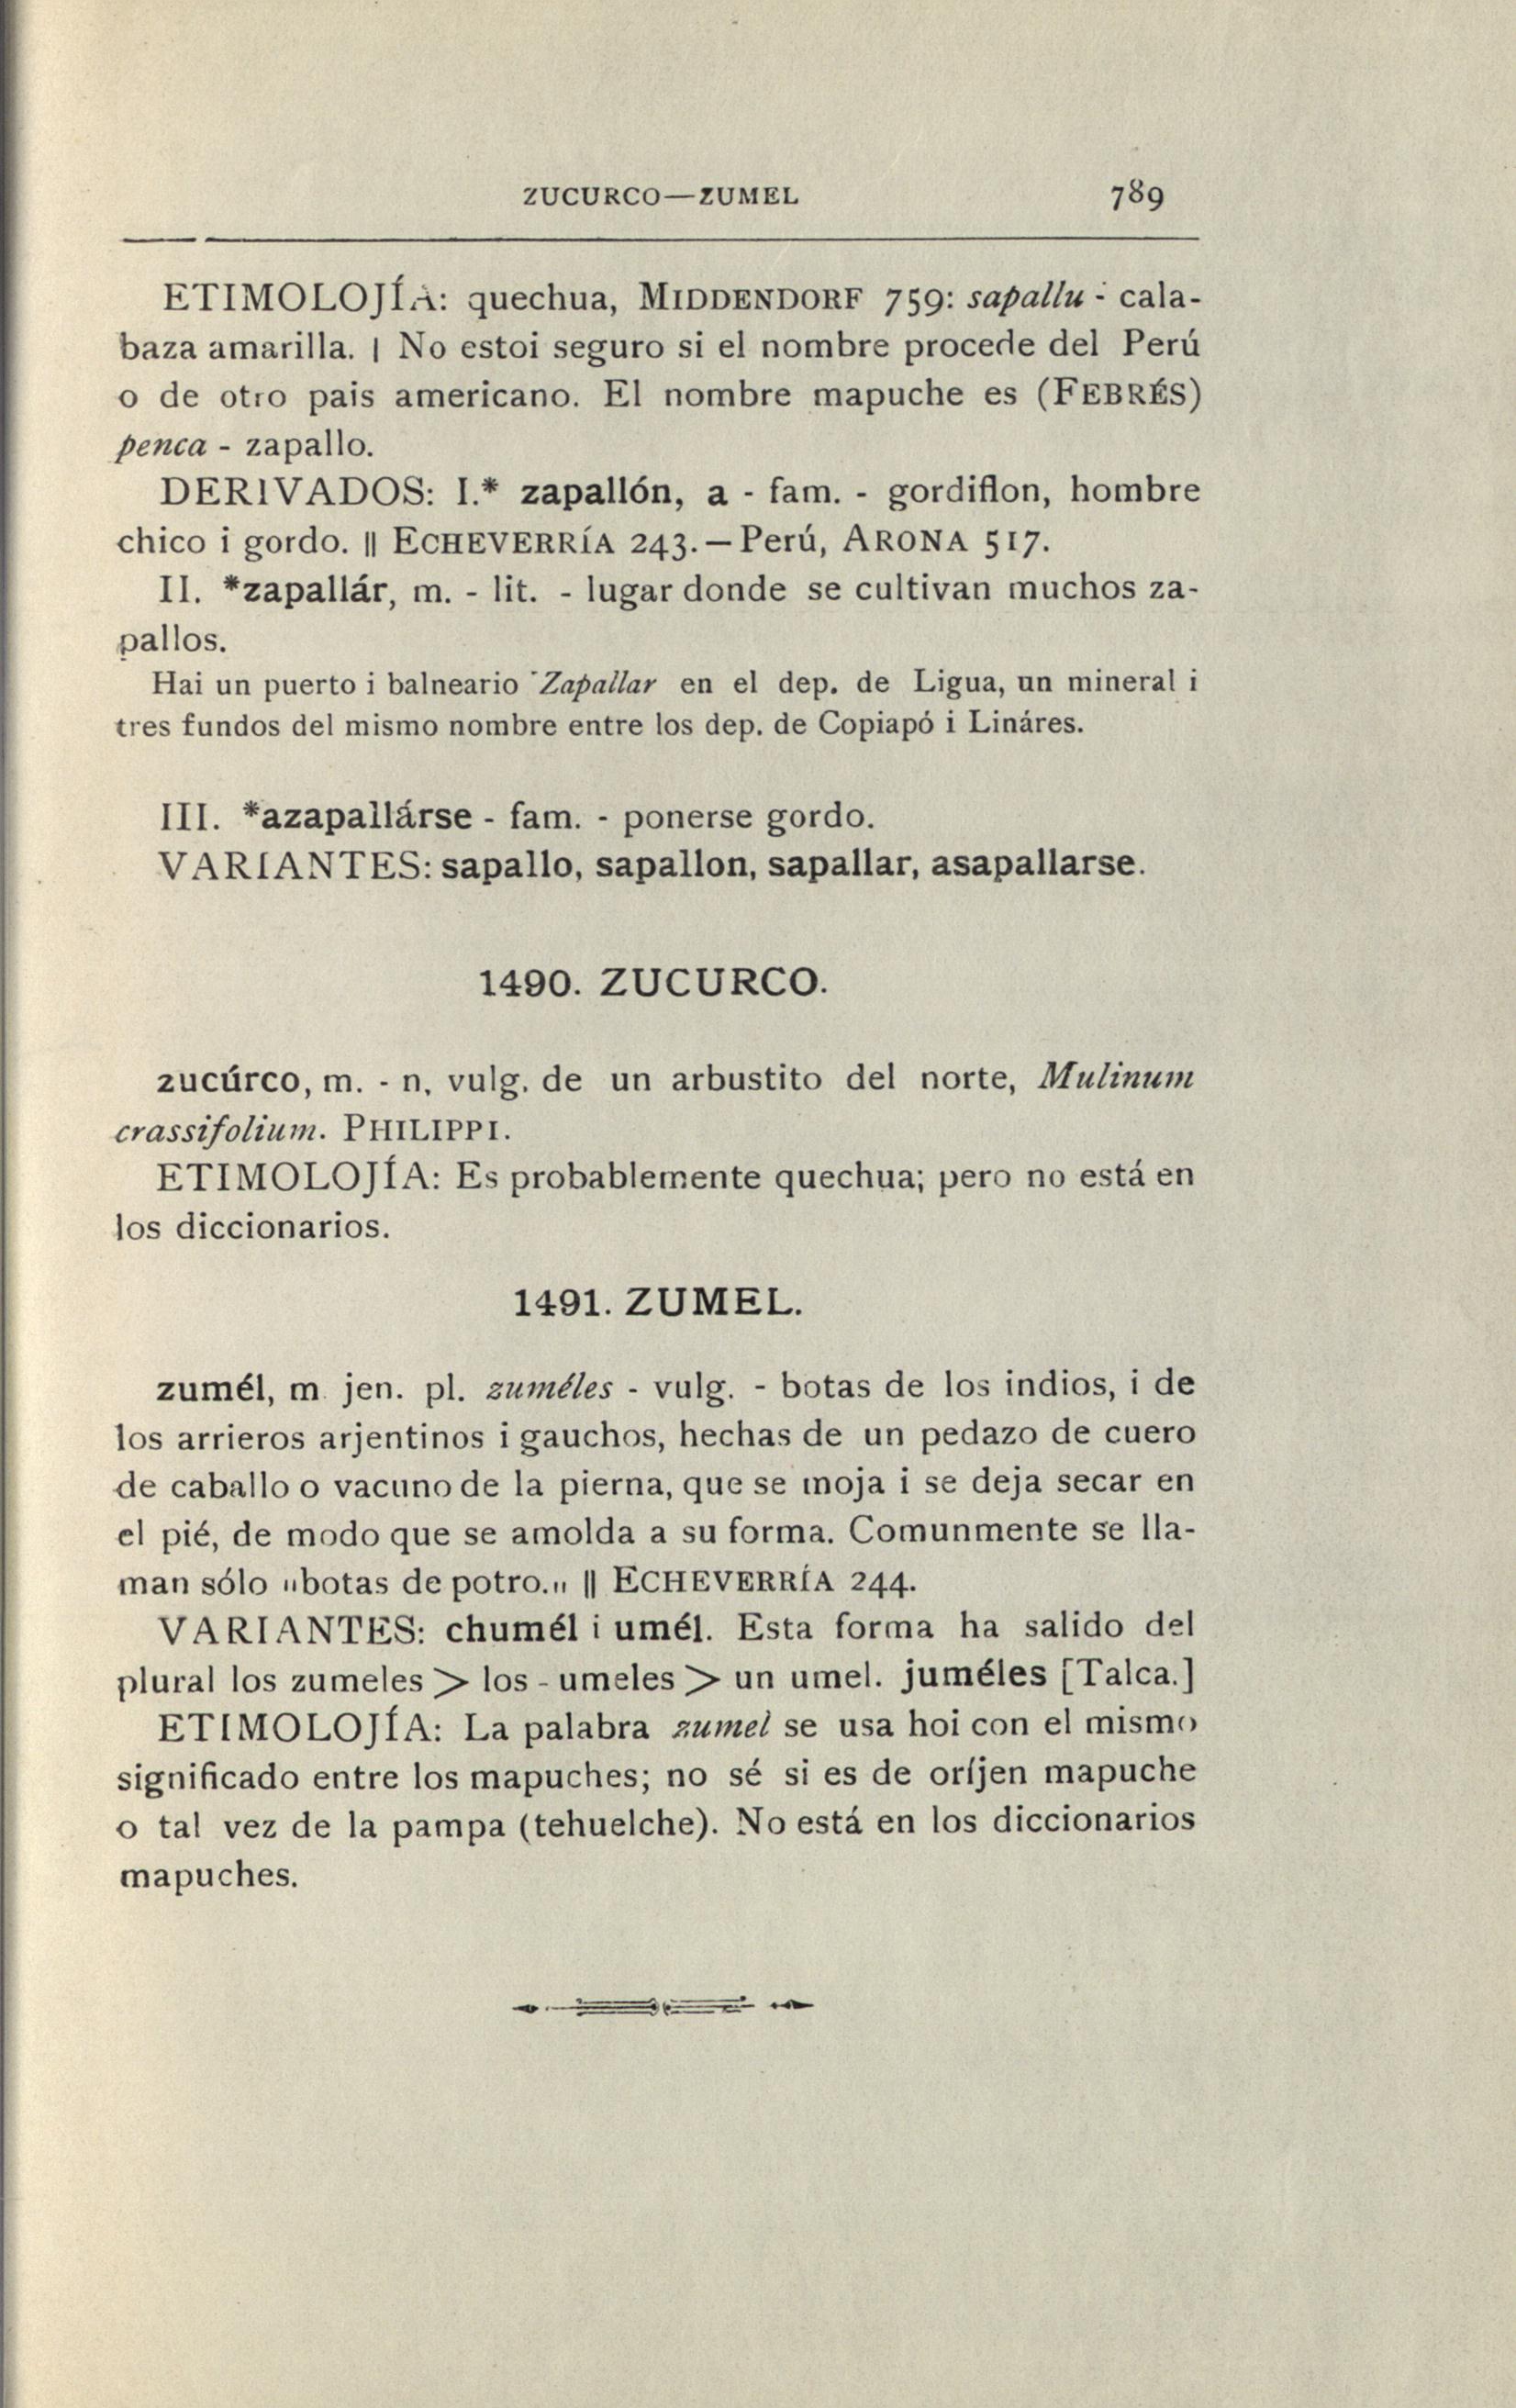 ZUCURCO—ZUMEL 789
ETIMOLOJÍA: quechua, MIDDENDORF 759: sapallu - cala-
baza amarilla. | No estoi seguro si el nombre procede del Perú
o de otro pais americano. El nombre mapuche es (FEBRÉS)
penca - zapallo.
DERIVADOS: I.* zapallón, a - fam. - gordiflon, hombre
chico i gordo. || ECHEVERRÍA 243.—Perú, ARONA 517.
II. *zapallár, m. - lit. - lugar donde se cultivan muchos za-
pallos.
Hai un puerto i balneario Zapallar en el dep. de Ligua, un mineral i
tres fundos del mismo nombre entre los dep. de Copiapó i Lináres.
III. *azapallárse - fam. - ponerse gordo.
VARIANTES: sapallo, sapallon, sapallar, asapallarse.
1490. ZUCURCO.
zucúrco, m. - n. vulg. de un arbustito del norte, Mulinum
crassifolium. PHILIPPI.
ETIMOLOJÍA: Es probablemente quechua; pero no está en
los diccionarios.
1491. ZUMEL.
zumél, m. jen. pl. zuméles - vulg. - botas de los indios, i de
los arrieros arjentinos i gauchos, hechas de un pedazo de cuero
de caballo o vacuno de la pierna, que se moja i se deja secar en
el pié, de modo que se amolda a su forma. Comunmente se lla-
man sólo "botas de potro." || ECHEVERRÍA 244.
VARIANTES: chumél i umél. Esta forma ha salido del
plural los zumeles > los - umeles > un umel. juméles [Talca.]
ETIMOLOJÍA: La palabra zumel se usa hoi con el mismo
significado entre los mapuches; no sé si es de oríjen mapuche
o tal vez de la pampa (tehuelche). No está en los diccionarios
mapuches.